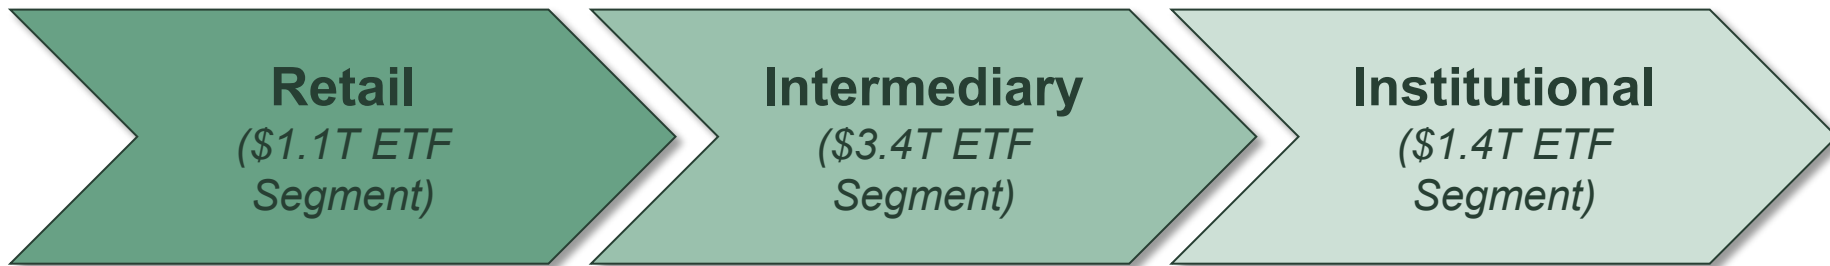 Retail
($1.1T ETF
Segment)
Intermediary
($3.4T ETF
Segment)
Institutional
($1.4T ETF
Segment)